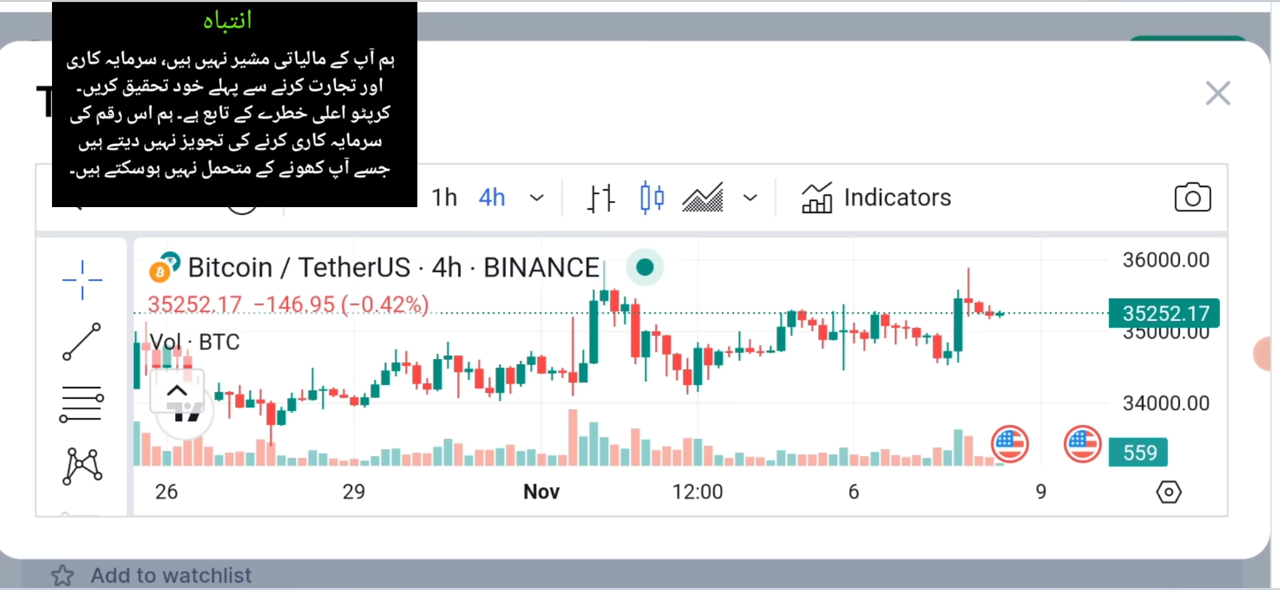 انتباہ
ہم آپ کے مالیاتی مشیر نہیں ہیں، سرمایہ کاری
اور تجارت کرنے سے پہلے خود تحقیق کریں۔
کرپٹو اعلی خطرے کے تابع ہے۔ ہم اس رقم کی
سرمایہ کاری کرنے کی تجویز نہیں دیتے ہیں
جسے آپ کھونے کے متحمل نہیں ہوسکتے ہیں۔
1h 4h Indicators
Bitcoin / TetherUS · 4h · BINANCE
36000.00
35252.17 −146.95 (−0.42%)
35252.17
35000.00
Vol · BTC
34000.00
559
26 29 Nov 12:00 6 9
Add to watchlist